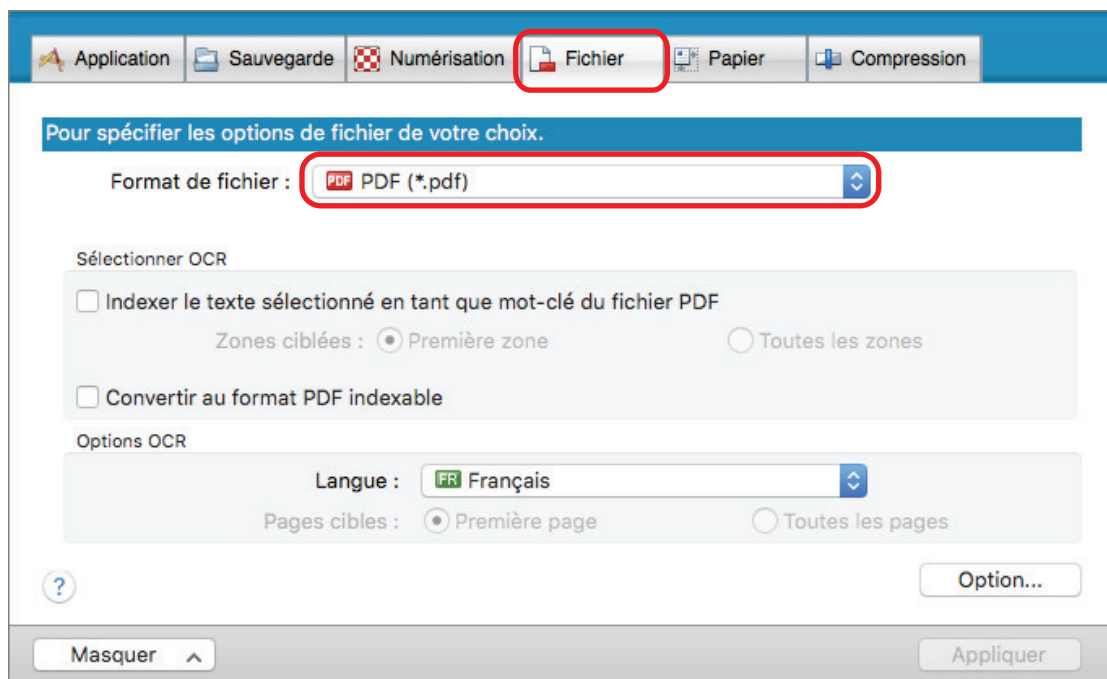 Application Sauvegarde Numérisation Fichier Papier Compression
Pour spécifier les options de fichier de votre choix.
Format de fichier : PDF PDF (*.pdf)
Sélectionner OCR
Indexer le texte sélectionné en tant que mot-clé du fichier PDF
Zones ciblées : Première zone Toutes les zones
Convertir au format PDF indexable
Options OCR
Langue : FR Français
Pages cibles : Première page Toutes les pages
? Option...
Masquer Appliquer